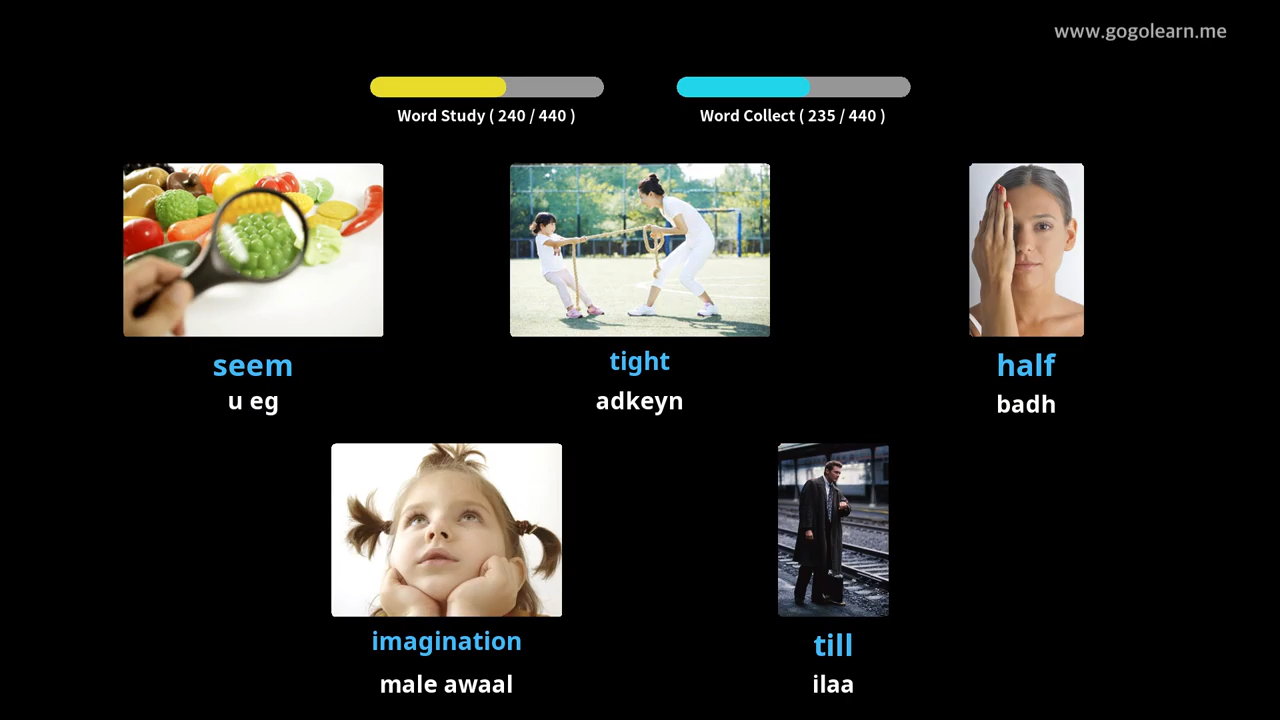 www.gogolearn.me
Word Study ( 240 / 440 )
Word Collect ( 235 / 440 )
seem
u eg
tight
adkeyn
half
badh
imagination
male awaal
till
ilaa